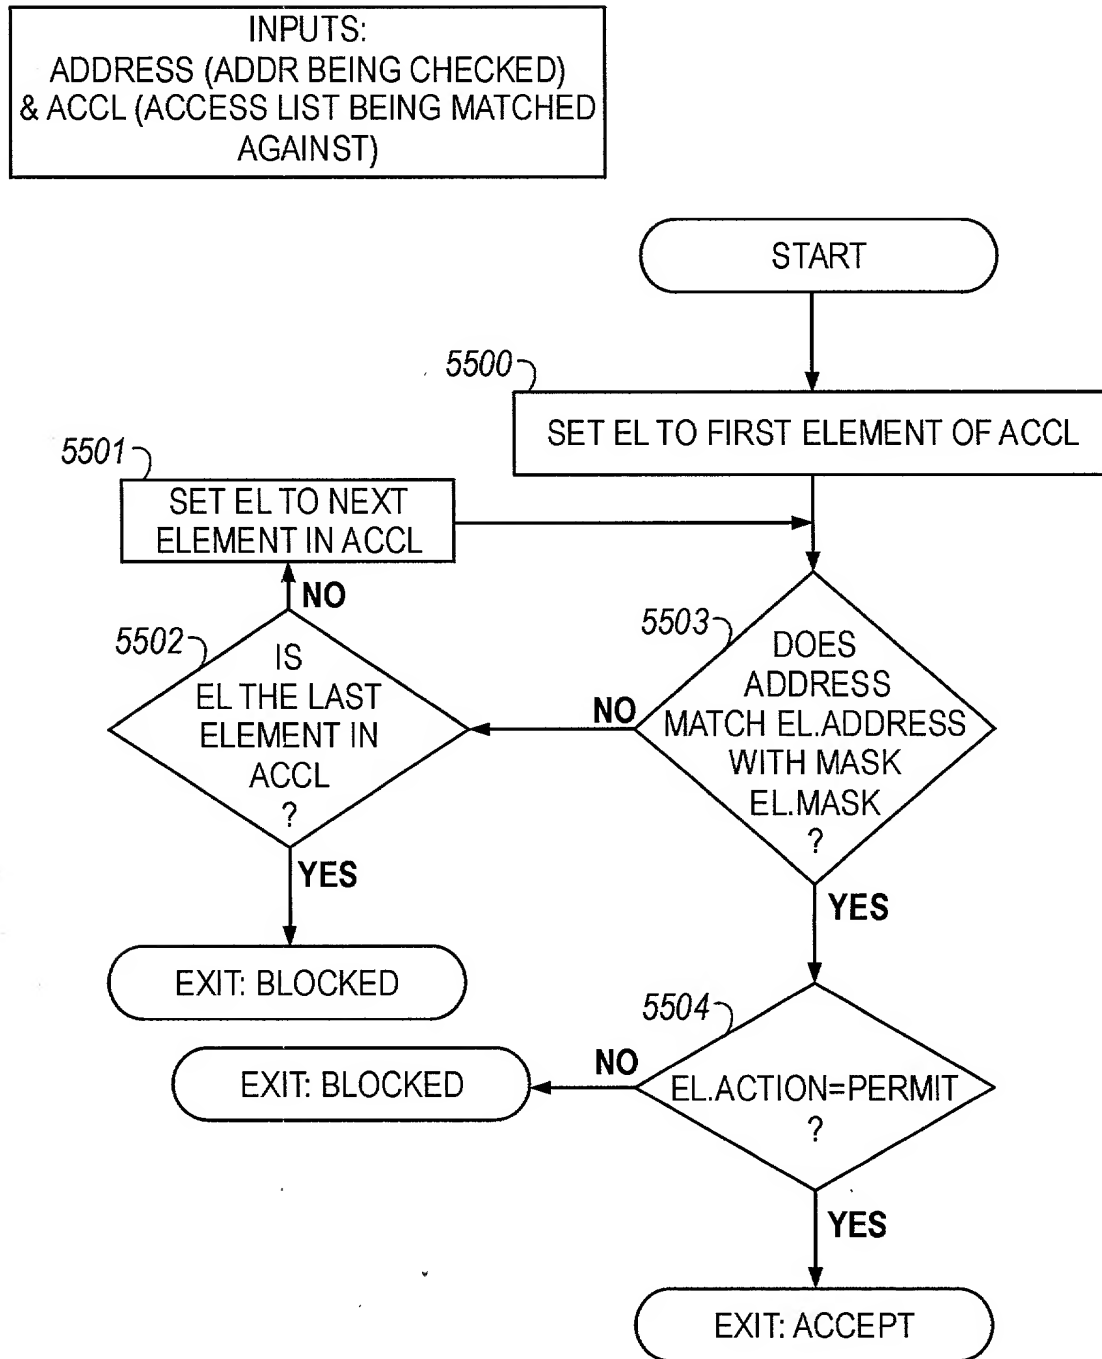 INPUTS:
ADDRESS (ADDR BEING CHECKED)
& ACCL (ACCESS LIST BEING MATCHED
AGAINST)
START
5500
SET EL TO FIRST ELEMENT OF ACCL
5501
SET EL TO NEXT
ELEMENT IN ACCL
NO
5502
IS
EL THE LAST
ELEMENT IN
ACCL
?
5503
DOES
ADDRESS
MATCH EL.ADDRESS
WITH MASK
EL.MASK
?
NO
YES
EXIT: BLOCKED
YES
5504
EL.ACTION=PERMIT
?
NO
EXIT: BLOCKED
YES
EXIT: ACCEPT